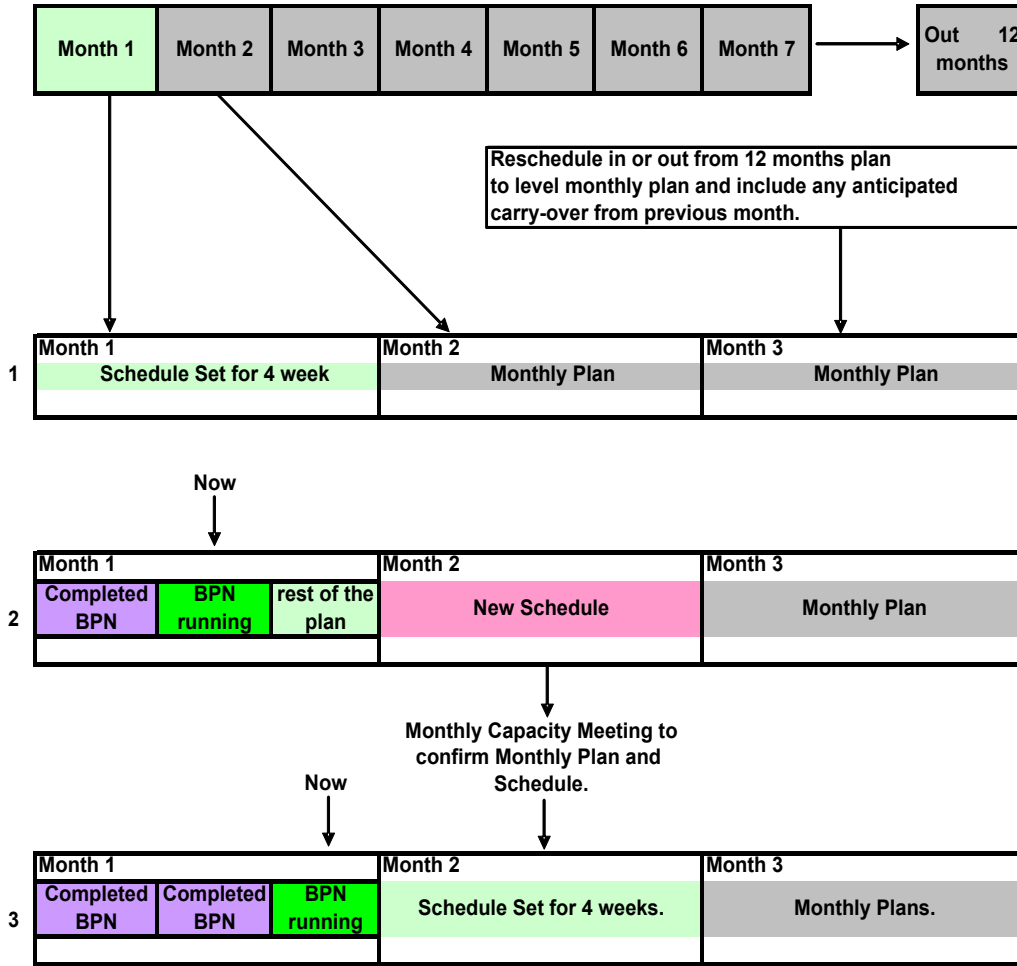 Month 1
Month 2
Month 3
Month 4
Month 5
Month 6
Month 7
Out 12
months
Reschedule in or out from 12 months plan
to level monthly plan and include any anticipated
carry-over from previous month.
1
Month 1
Month 2
Month 3
Schedule Set for 4 week
Monthly Plan
Monthly Plan
Now
2
Month 1
Month 2
Month 3
Completed
BPN
BPN
running
rest of the
plan
New Schedule
Monthly Plan
Monthly Capacity Meeting to
confirm Monthly Plan and
Schedule.
Now
3
Month 1
Month 2
Month 3
Completed
BPN
Completed
BPN
BPN
running
Schedule Set for 4 weeks.
Monthly Plans.